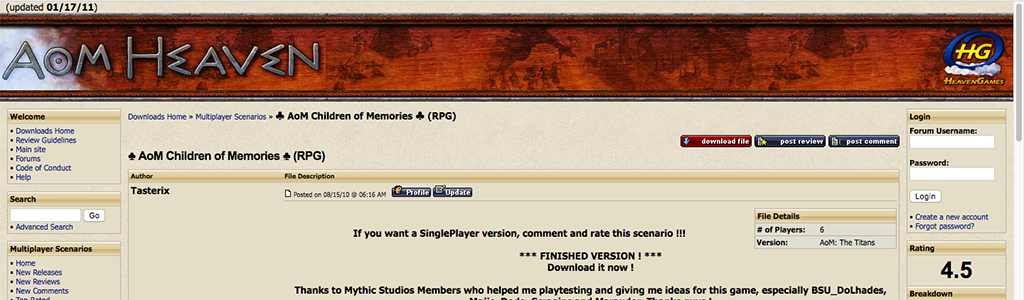 (updated 01/17/11)
AoM Heaven
HG
HeavenGames
Welcome
• Downloads Home
• Review Guidelines
• Main site
• Forums
• Code of Conduct
• Help
Search
Go
• Advanced Search
Multiplayer Scenarios
• Home
• New Releases
• New Reviews
• New Comments
• Top Rated
Downloads Home » Multiplayer Scenarios » ♣ AoM Children of Memories ♣ (RPG)
download file post review post comment
♠ AoM Children of Memories ♠ (RPG)
Author File Description
Tasterix
Posted on 08/15/10 @ 06:16 AM Profile Update
File Details
# of Players: 6
Version: AoM: The Titans
If you want a SinglePlayer version, comment and rate this scenario !!!
*** FINISHED VERSION ! ***
Download it now !
Thanks to Mythic Studios Members who helped me playtesting and giving me ideas for this game, especially BSU_DoLhades,
Login
Forum Username:
Password:
Login
• Create a new account
• Forgot password?
Rating
4.5
Breakdown